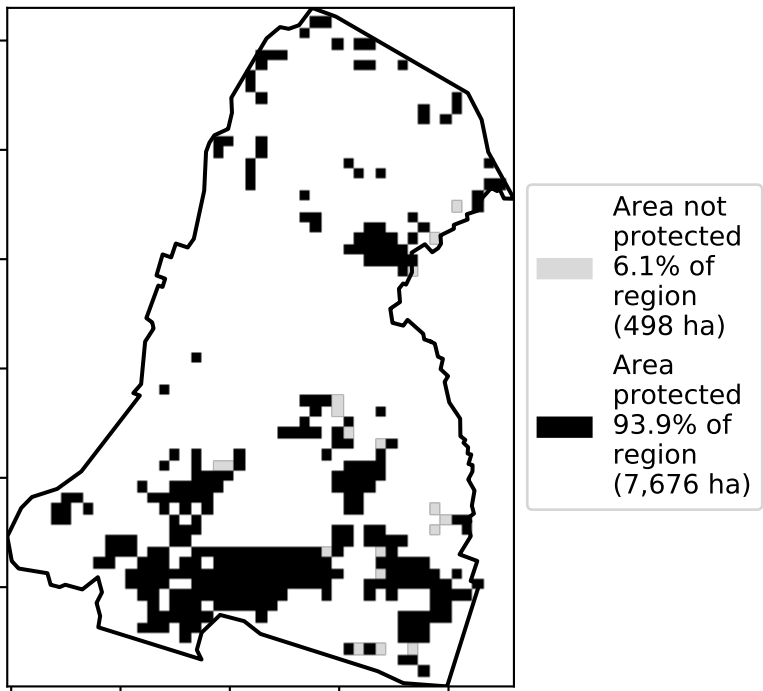 Area not
protected
6.1% of
region
(498 ha)
Area
protected
93.9% of
region
(7,676 ha)